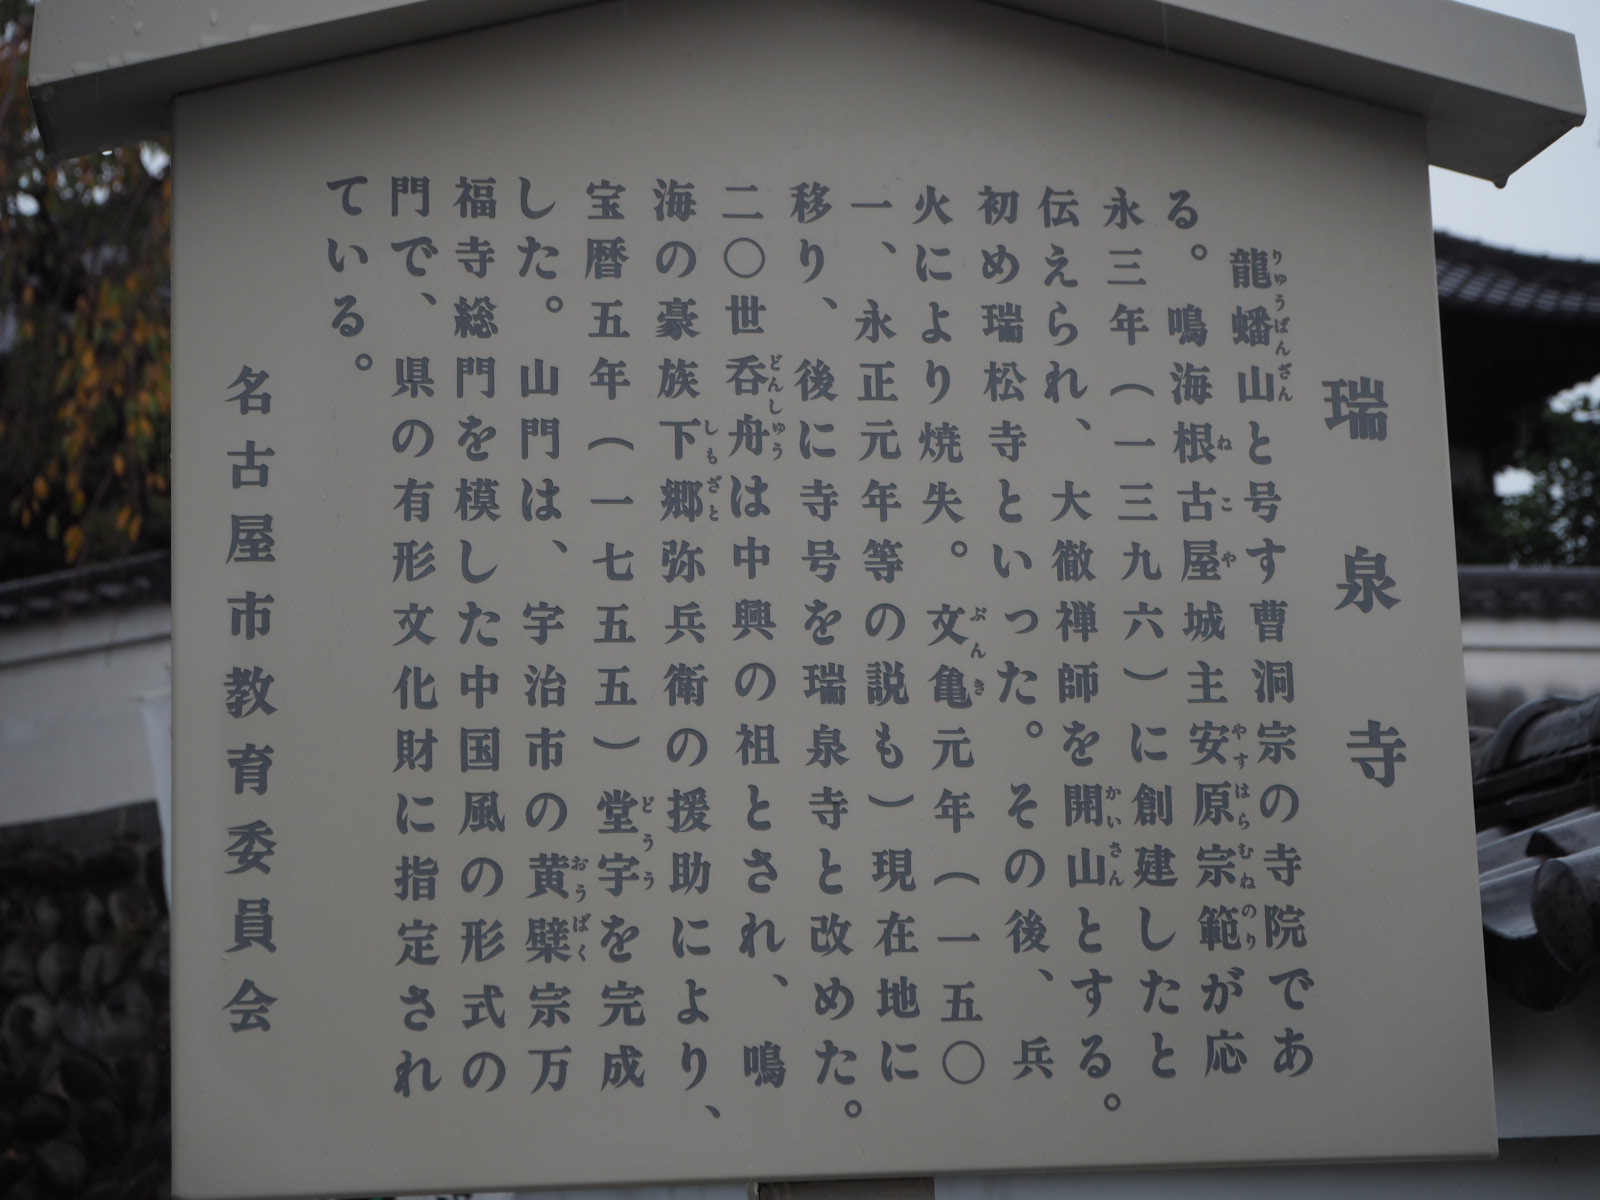 瑞泉寺
龍蟠山と号す曹洞宗の寺院であ
る。鳴海根古屋城主安原宗範が応
永三年（一三九六）に創建したと
伝えられ、大徹禅師を開山とする。
初め瑞松寺といった。その後、兵
火により焼失。文亀元年（一五〇
一、永正元年等の説も）現在地に
移り、後に寺号を瑞泉寺と改めた。
二〇世呑舟は中興の祖とされ、鳴
海の豪族下郷弥兵衛の援助により、
宝暦五年（一七五五）堂宇を完成
した。山門は、宇治市の黄檗宗万
福寺総門を模した中国風の形式の
門で、県の有形文化財に指定され
ている。
名古屋市教育委員会